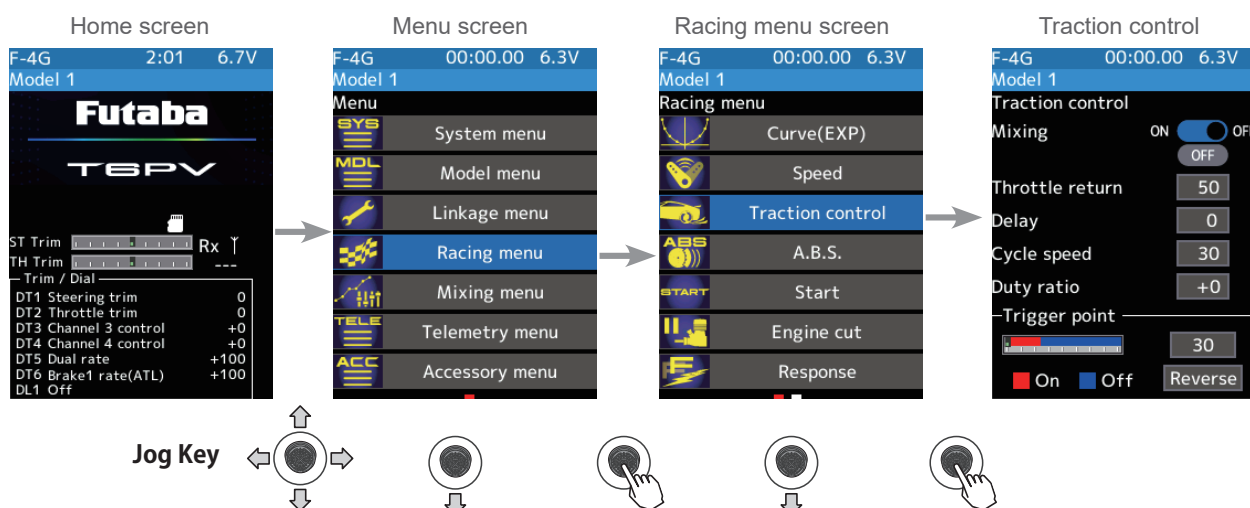 Home screen
F-4G 2:01 6.7V
Model 1
Futaba
T6PV
ST Trim Rx
TH Trim ---
Trim / Dial
DT1 Steering trim 0
DT2 Throttle trim 0
DT3 Channel 3 control +0
DT4 Channel 4 control +0
DT5 Dual rate +100
DT6 Brake1 rate(ATL) +100
DL1 Off
Menu screen
F-4G 00:00.00 6.3V
Model 1
Menu
SYS System menu
MDL Model menu
Linkage menu
Racing menu
Mixing menu
TELE Telemetry menu
ACC Accessory menu
Racing menu screen
F-4G 00:00.00 6.3V
Model 1
Racing menu
Curve(EXP)
Speed
Traction control
ABS A.B.S.
START Start
Engine cut
Response
Traction control
F-4G 00:00.00 6.3V
Model 1
Traction control
Mixing ON OFF
OFF
Throttle return 50
Delay 0
Cycle speed 30
Duty ratio +0
Trigger point
30
On Off Reverse
Jog Key